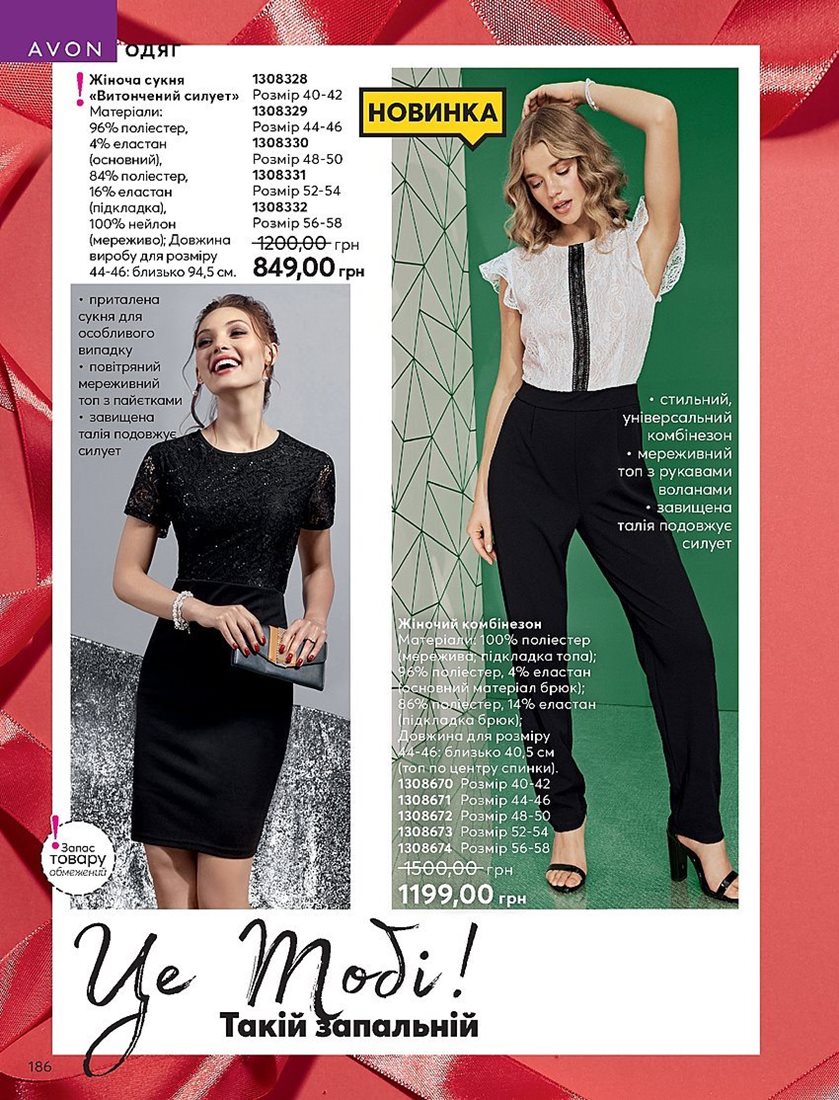 AVON
ОДЯГ
! Жіноча сукня
«Витончений силует»
Матеріали:
96% поліестер,
4% еластан
(основний),
84% поліестер,
16% еластан
(підкладка),
100% нейлон
(мереживо); Довжина
виробу для розміру
44-46: близько 94,5 см.
1308328
Розмір 40-42
1308329
Розмір 44-46
1308330
Розмір 48-50
1308331
Розмір 52-54
1308332
Розмір 56-58
1200,00 грн
849,00 грн
НОВИНКА
• приталена
сукня для
особливого
випадку
• повітряний
мереживний
топ з пайєтками
• завищена
талія подовжує
силует
• стильний,
універсальний
комбінезон
• мереживний
топ з рукавами
воланами
• завищена
талія подовжує
силует
Жіночий комбінезон
Матеріали: 100% поліестер
(мережива, підкладка топа);
96% поліестер, 4% еластан
(основний матеріал брюк);
86% поліестер, 14% еластан
(підкладка брюк);
Довжина для розміру
44-46: близько 40,5 см
(топ по центру спинки).
1308670 Розмір 40-42
1308671 Розмір 44-46
1308672 Розмір 48-50
1308673 Розмір 52-54
1308674 Розмір 56-58
1500,00 грн
1199,00 грн
! Запас
товару
обмежений
Це Тобі!
Такій запальній
186